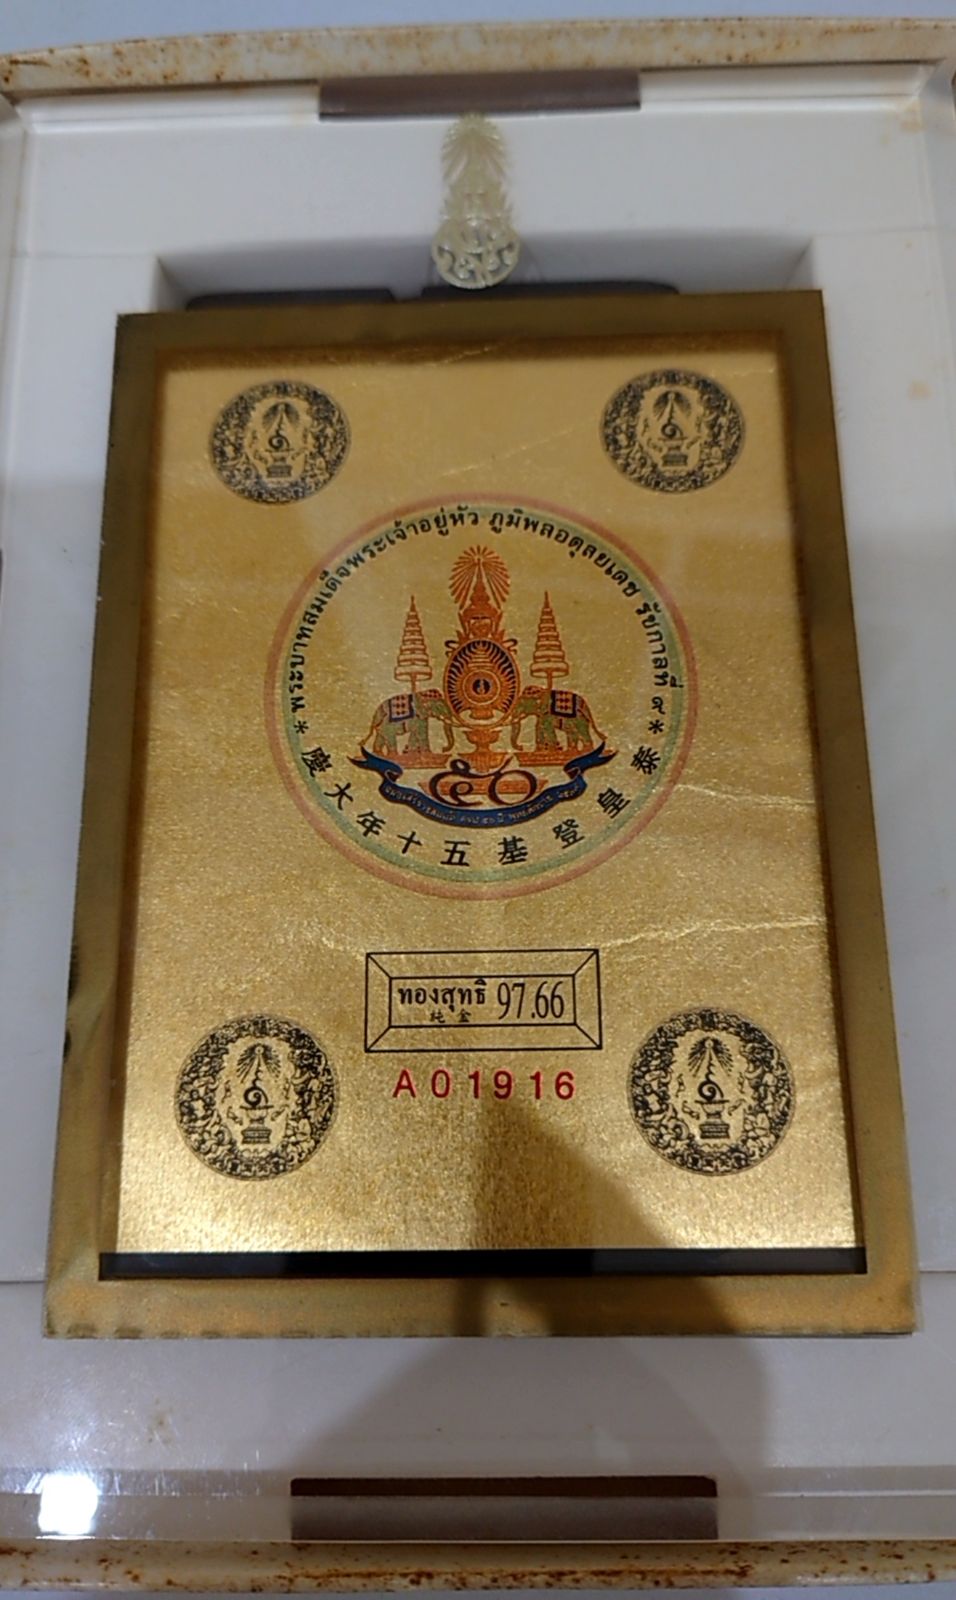 * พระบาทสมเด็จพระเจ้าอยู่หัว ภูมิพลอดุลยเดช รัชกาลที่ ๙ *
๕๐
泰皇登基五十年大慶
ทองสุทธิ 97.66
純金
A01916